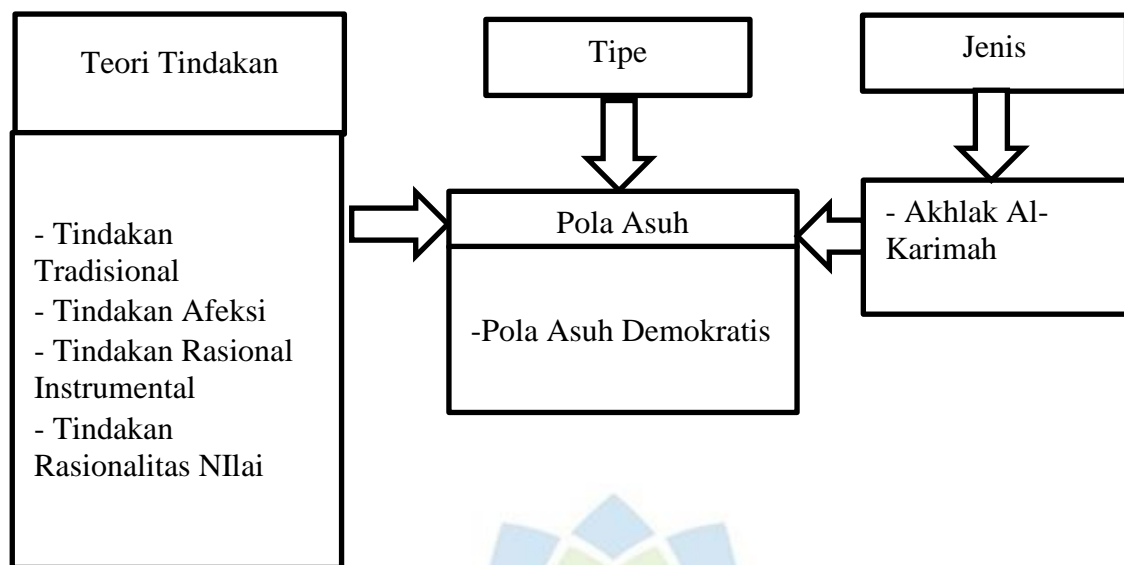 Teori Tindakan
- Tindakan
Tradisional
- Tindakan Afeksi
- Tindakan Rasional
Instrumental
- Tindakan
Rasionalitas NIlai
Tipe
Pola Asuh
-Pola Asuh Demokratis
Jenis
- Akhlak Al-
Karimah